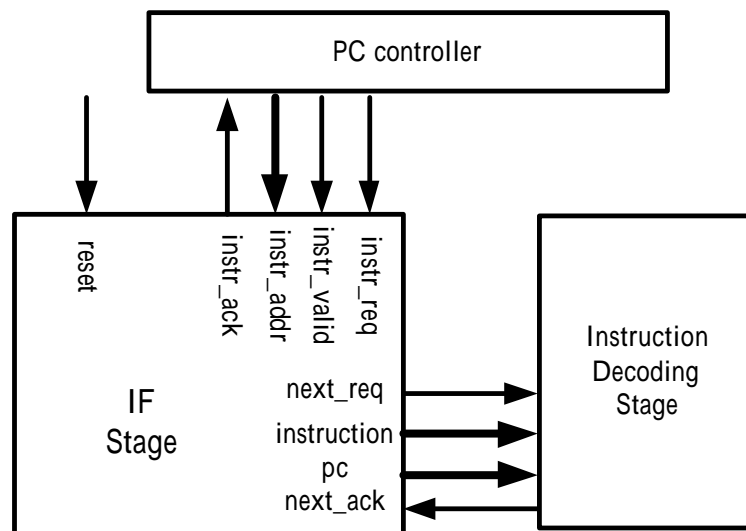 PC controller
reset
instr_ack
instr_addr
instr_valid
instr_req
IF
Stage
next_req
instruction
pc
next_ack
Instruction
Decoding
Stage